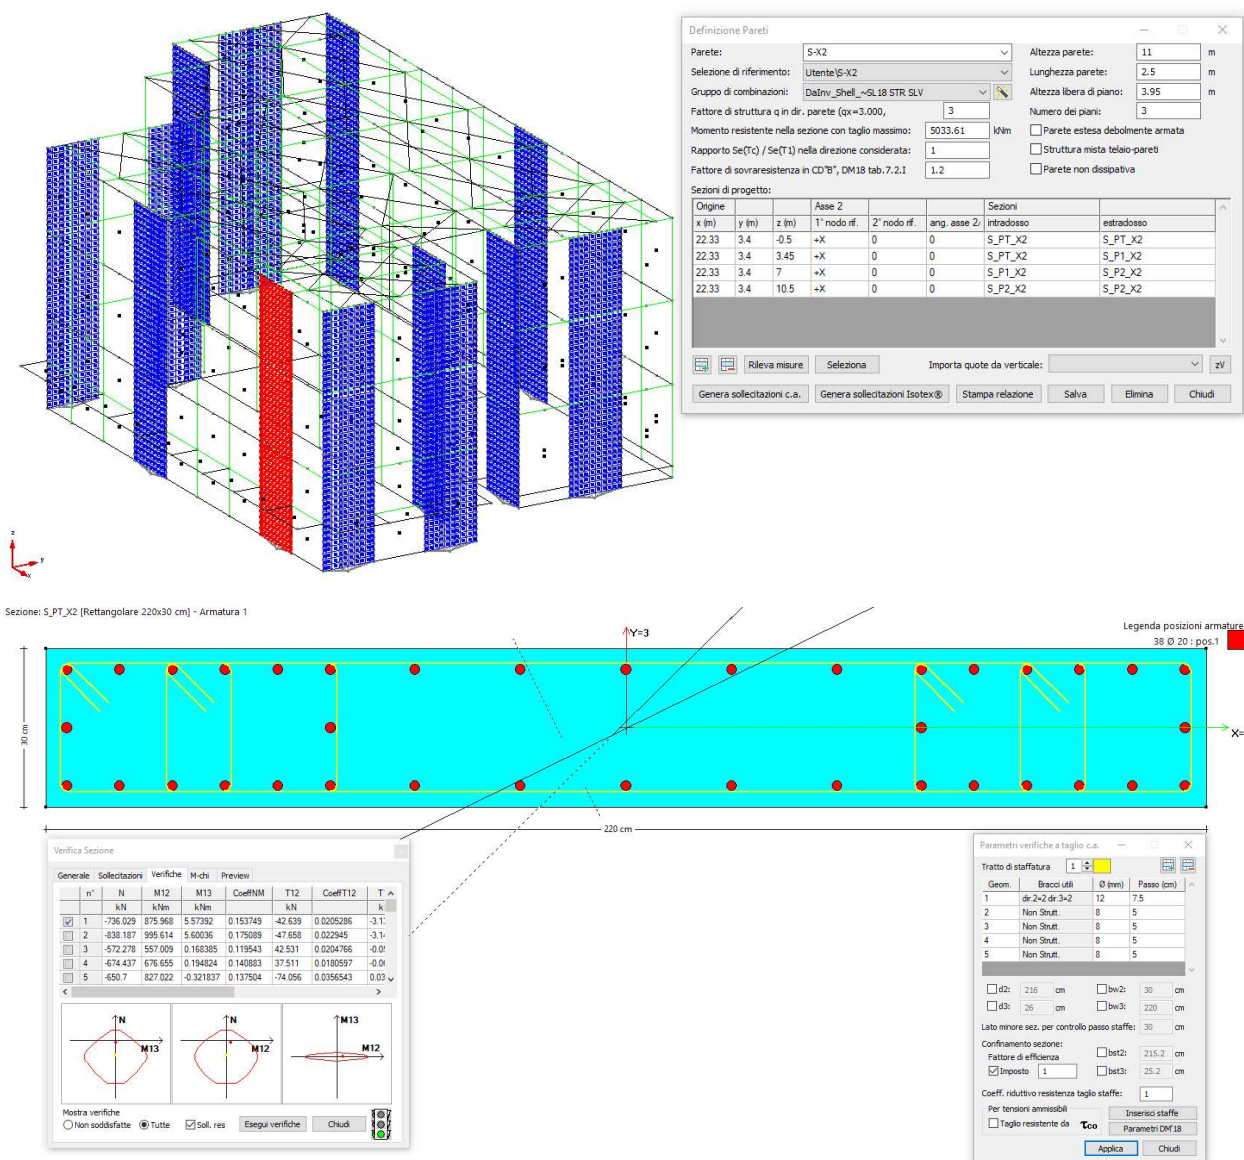 Definizione Pareti
Parete: S-X2 Altezza parete: 11 m
Selezione di riferimento: Utente\S-X2 Lunghezza parete: 2.5 m
Gruppo di combinazioni: DaInv_Shell_~SL18 STR SLV Altezza libera di piano: 3.95 m
Fattore di struttura q in dir. parete (qx=3.000, 3 Numero dei piani: 3
Momento resistente nella sezione con taglio massimo: 5033.61 kNm Parete estesa debolmente armata
Rapporto Se(Tc) / Se(T1) nella direzione considerata: 1 Struttura mista telaio-pareti
Fattore di sovraresistenza in CD"B", DM18 tab.7.2.I 1.2 Parete non dissipativa
Sezioni di progetto:
Origine Asse 2 Sezioni
x (m) y (m) z (m) 1° nodo rif. 2° nodo rif. ang. asse 2 intradosso estradosso
22.33 3.4 -0.5 +X 0 0 S_PT_X2 S_PT_X2
22.33 3.4 3.45 +X 0 0 S_PT_X2 S_P1_X2
22.33 3.4 7 +X 0 0 S_P1_X2 S_P2_X2
22.33 3.4 10.5 +X 0 0 S_P2_X2 S_P2_X2
Rileva misure Seleziona Importa quote da verticale: zV
Genera sollecitazioni c.a. Genera sollecitazioni Isotex® Stampa relazione Salva Elimina Chiudi
z
y
x
Sezione: S_PT_X2 [Rettangolare 220x30 cm] - Armatura 1
Legenda posizioni armature
38 Ø 20 : pos.1
Y=3
X=
30 cm
220 cm
Verifica Sezione
Generale Sollecitazioni Verifiche M-chi Preview
n° N M12 M13 CoeffNM T12 CoeffT12
kN kNm kNm kN
1 -736.029 875.968 5.57392 0.153749 -42.639 0.0205286
2 -838.187 995.614 5.60036 0.175089 -47.658 0.022945
3 -572.278 557.009 0.168385 0.119543 42.531 0.0204766
4 -674.437 676.655 0.194824 0.140883 37.511 0.0180597
5 -650.7 827.022 -0.321837 0.137504 -74.056 0.0356543
N
M13
N
M12
M13
M12
Mostra verifiche
Non soddisfatte Tutte Soll. res Esegui verifiche Chiudi
Parametri verifiche a taglio c.a.
Tratto di staffatura 1
Geom. Bracci utili Ø (mm) Passo (cm)
1 dir.2=2 dir.3=2 12 7.5
2 Non Strutt. 8 5
3 Non Strutt. 8 5
4 Non Strutt. 8 5
5 Non Strutt. 8 5
d2: 216 cm bw2: 30 cm
d3: 26 cm bw3: 220 cm
Lato minore sez. per controllo passo staffe: 30 cm
Confinamento sezione:
Fattore di efficienza bst2: 215.2 cm
Imposto 1 bst3: 25.2 cm
Coeff. riduttivo resistenza taglio staffe: 1
Per tensioni ammissibili Inserisci staffe
Taglio resistente da τco Parametri DM'18
Applica Chiudi